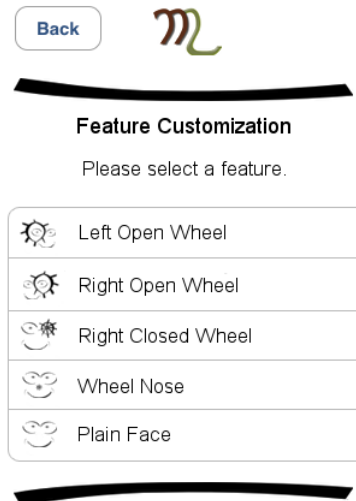 Back
Feature Customization
Please select a feature.
Left Open Wheel
Right Open Wheel
Right Closed Wheel
Wheel Nose
Plain Face